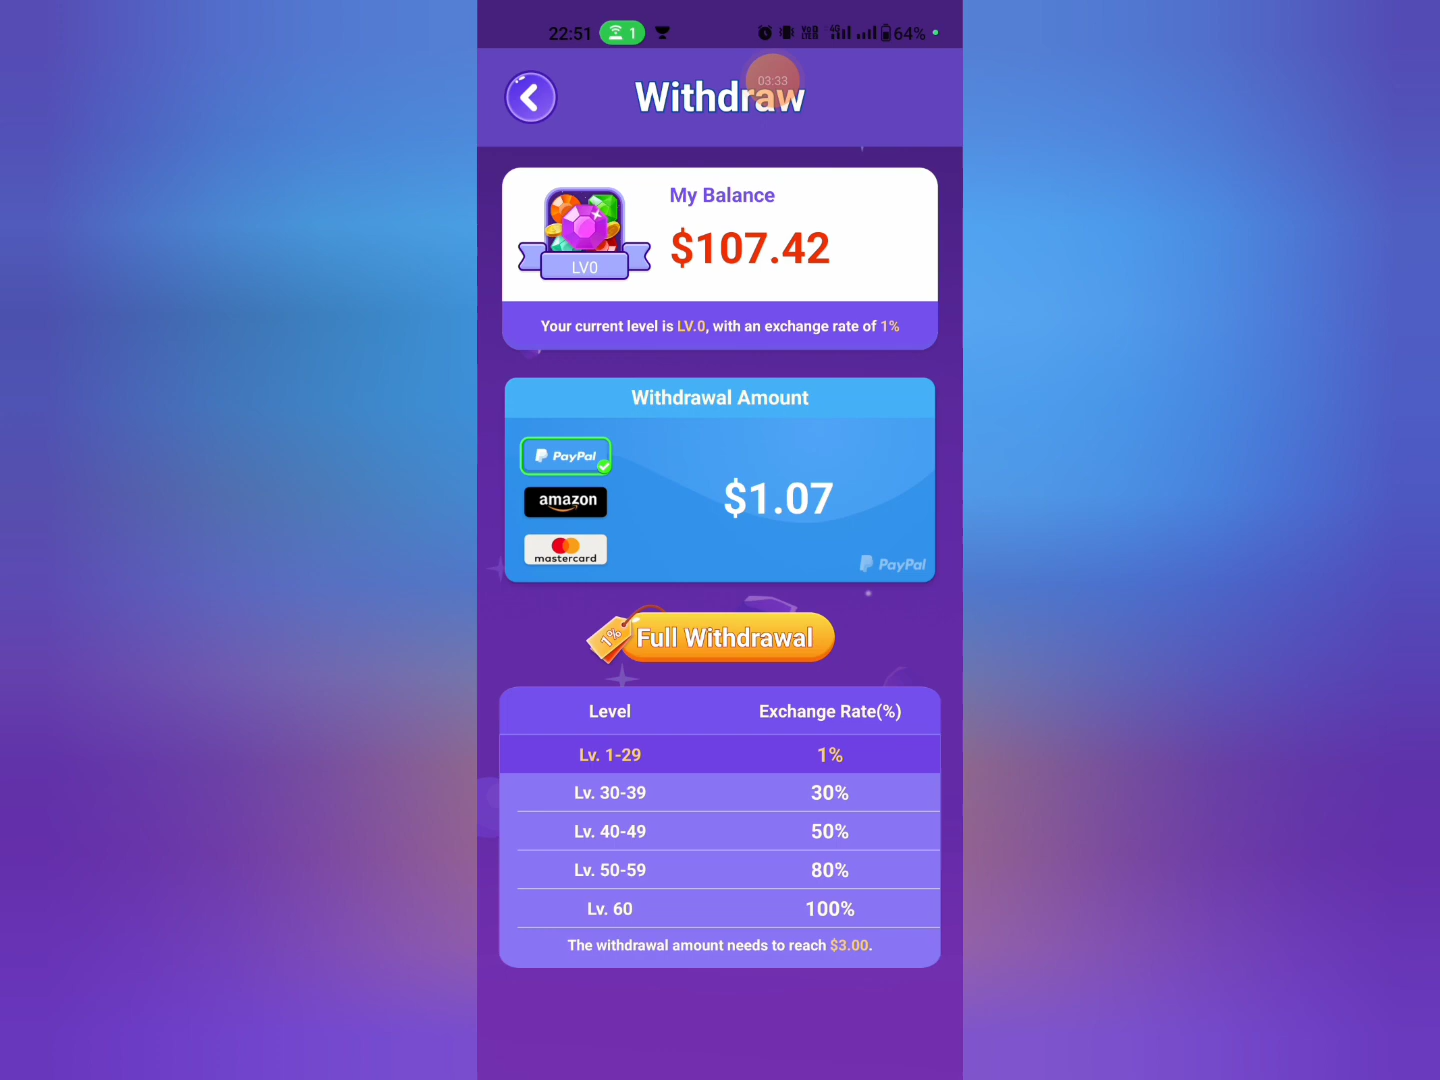 22:51 1 4G 64%
03:33
Withdraw
My Balance
$107.42
LV0
Your current level is LV.0, with an exchange rate of 1%
Withdrawal Amount
PayPal
amazon
$1.07
mastercard
PayPal
1% Full Withdrawal
Level Exchange Rate(%)
Lv. 1-29 1%
Lv. 30-39 30%
Lv. 40-49 50%
Lv. 50-59 80%
Lv. 60 100%
The withdrawal amount needs to reach $3.00.